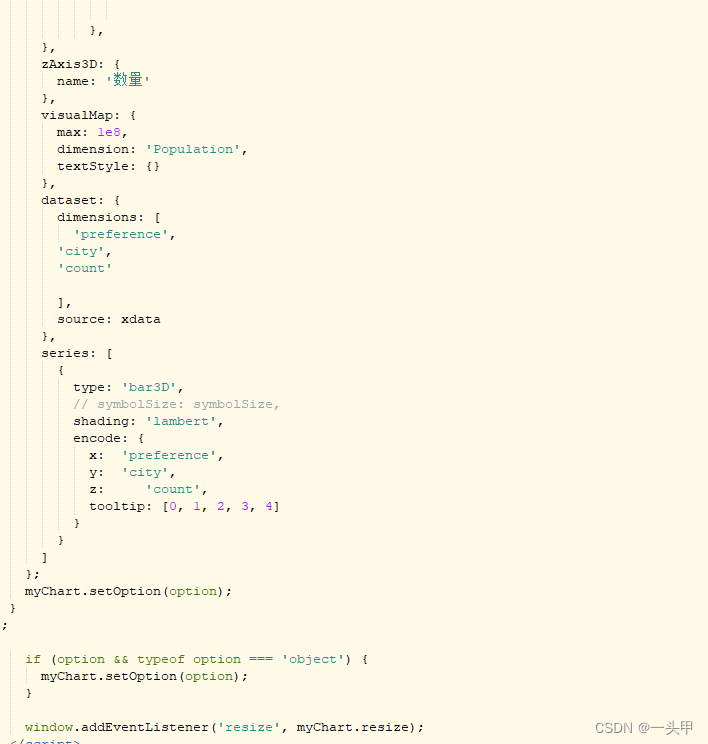 },
},
zAxis3D: {
name: '数量'
},
visualMap: {
max: 1e8,
dimension: 'Population',
textStyle: {}
},
dataset: {
dimensions: [
'preference',
'city',
'count'
],
source: xdata
},
series: [
{
type: 'bar3D',
// symbolSize: symbolSize,
shading: 'lambert',
encode: {
x: 'preference',
y: 'city',
z: 'count',
tooltip: [0, 1, 2, 3, 4]
}
}
]
};
myChart.setOption(option);
}
;
if (option && typeof option === 'object') {
myChart.setOption(option);
}
window.addEventListener('resize', myChart.resize);
</script>
CSDN @一头甲